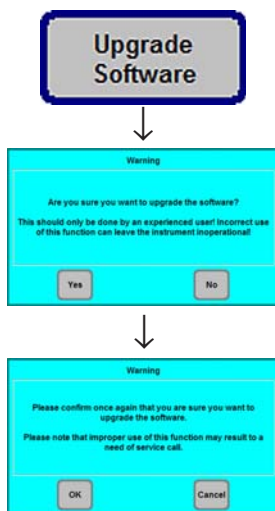 Upgrade
Software
Warning
Are you sure you want to upgrade the software?
This should only be done by an experienced user! Incorrect use
of this function can leave the instrument inoperational!
Yes
No
Warning
Please confirm once again that you are sure you want to
upgrade the software.
Please note that improper use of this function may result to a
need of service call.
OK
Cancel